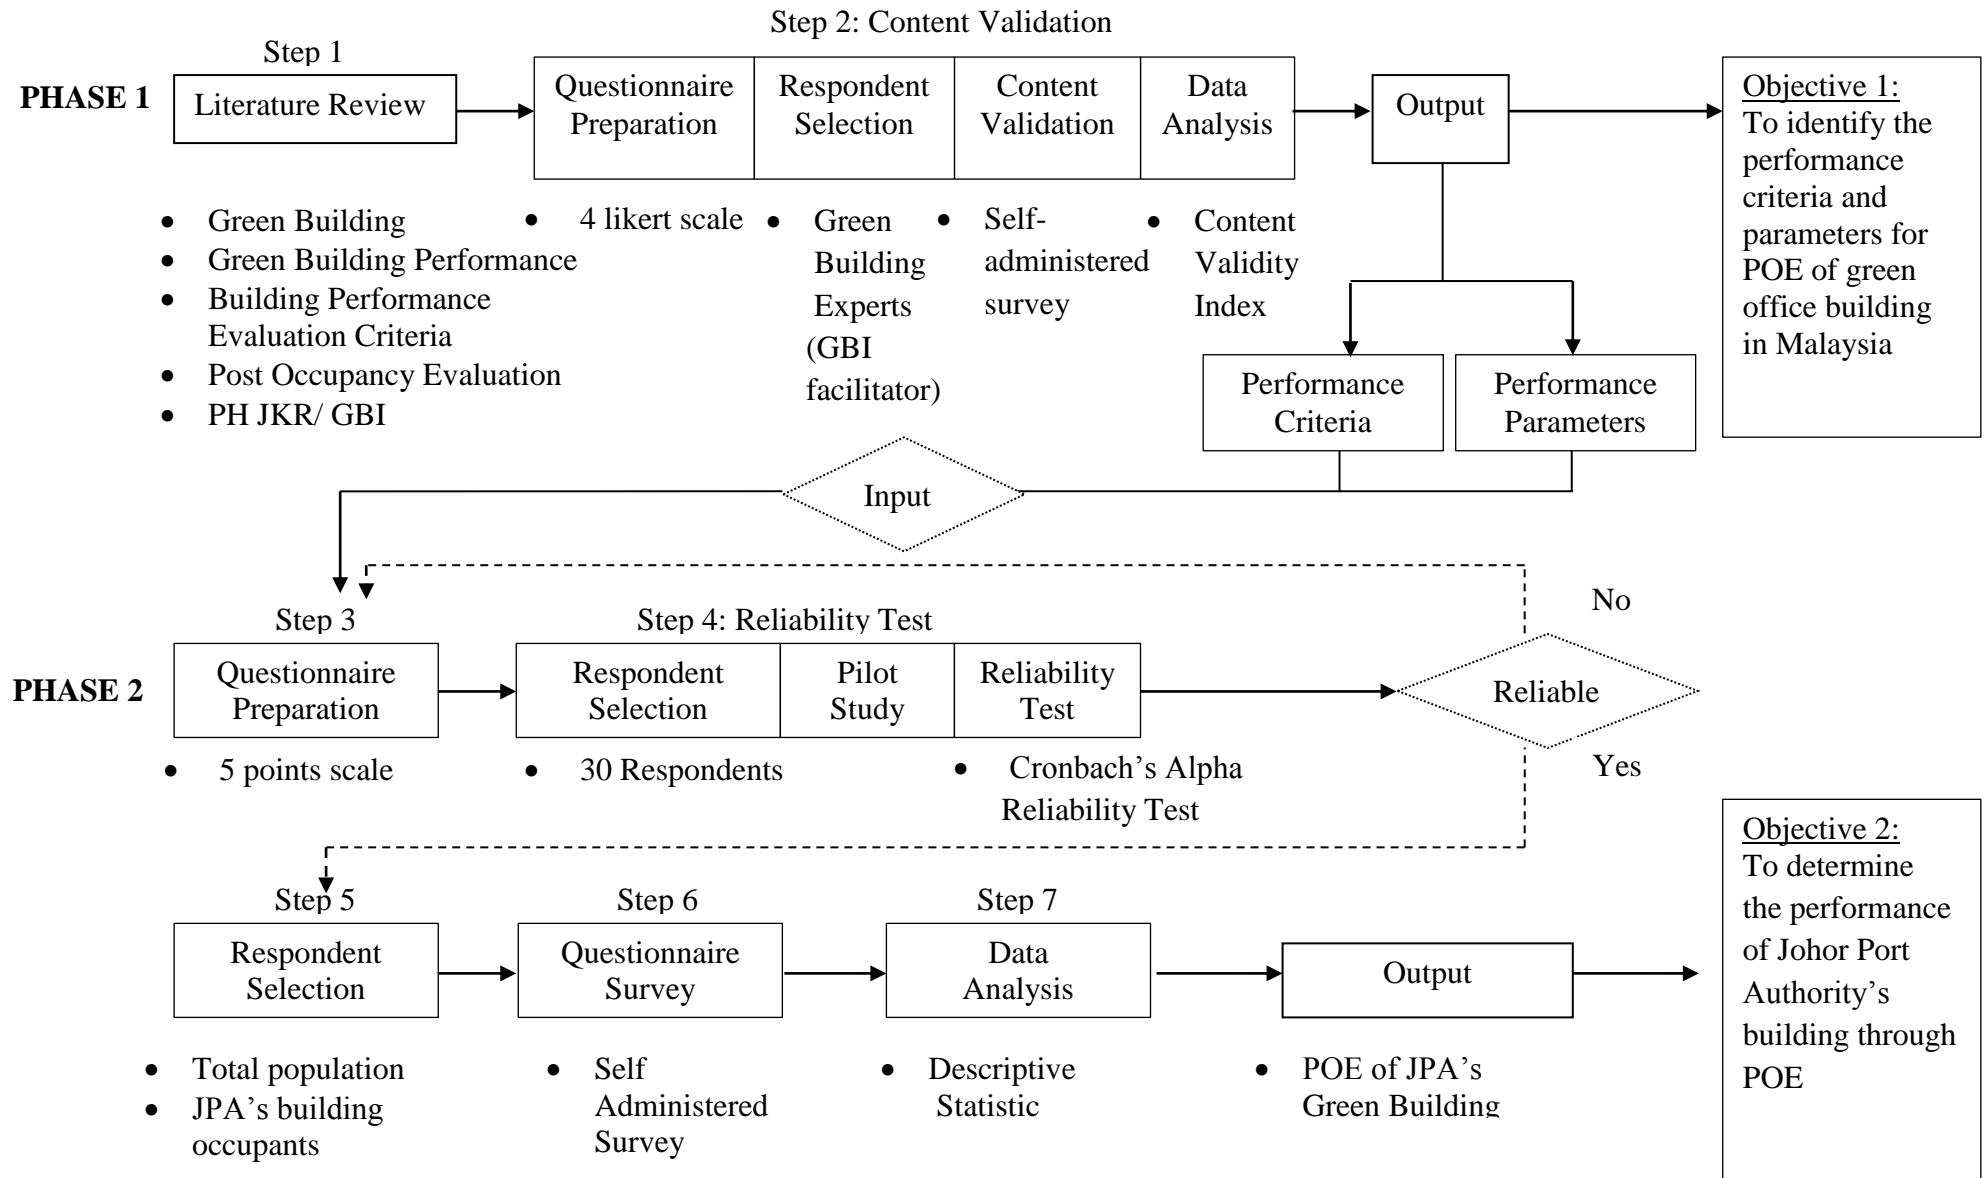 Step 2: Content Validation
Step 1
PHASE 1
Literature Review
Questionnaire
Preparation
Respondent
Selection
Content
Validation
Data
Analysis
Output
Objective 1:
To identify the
performance
criteria and
parameters for
POE of green
office building
in Malaysia
• Green Building
• Green Building Performance
• Building Performance
Evaluation Criteria
• Post Occupancy Evaluation
• PH JKR/ GBI
• 4 likert scale
• Green
Building
Experts
(GBI
facilitator)
• Self-
administered
survey
• Content
Validity
Index
Performance
Criteria
Performance
Parameters
Input
No
Step 3
Step 4: Reliability Test
PHASE 2
Questionnaire
Preparation
Respondent
Selection
Pilot
Study
Reliability
Test
Reliable
• 5 points scale
• 30 Respondents
• Cronbach’s Alpha
Reliability Test
Yes
Step 5
Step 6
Step 7
Respondent
Selection
Questionnaire
Survey
Data
Analysis
Output
Objective 2:
To determine
the performance
of Johor Port
Authority’s
building through
POE
• Total population
• JPA’s building
occupants
• Self
Administered
Survey
• Descriptive
Statistic
• POE of JPA’s
Green Building